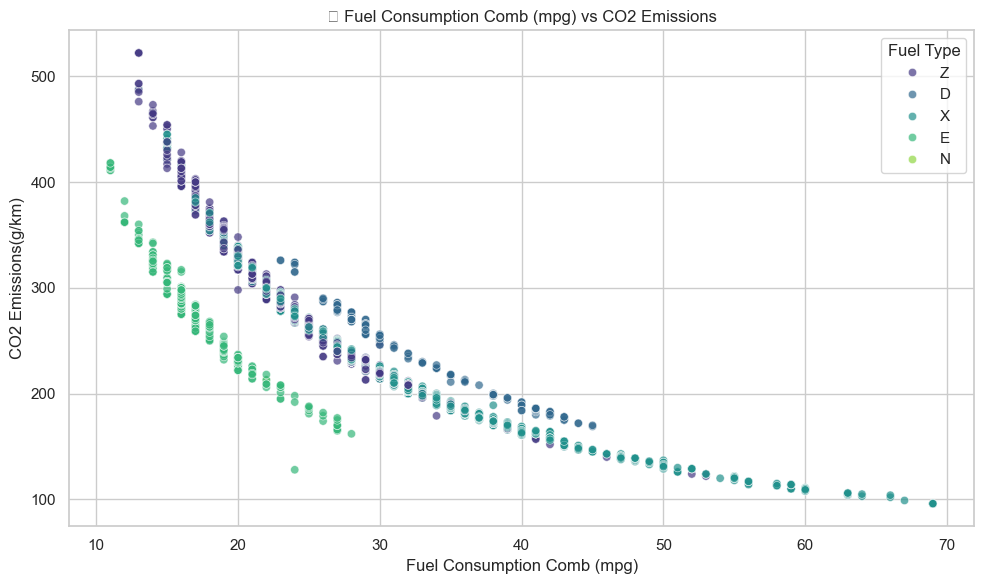 ▯ Fuel Consumption Comb (mpg) vs CO2 Emissions
Fuel Type
Z
D
X
E
N
CO2 Emissions(g/km)
500
400
300
200
100
10 20 30 40 50 60 70
Fuel Consumption Comb (mpg)